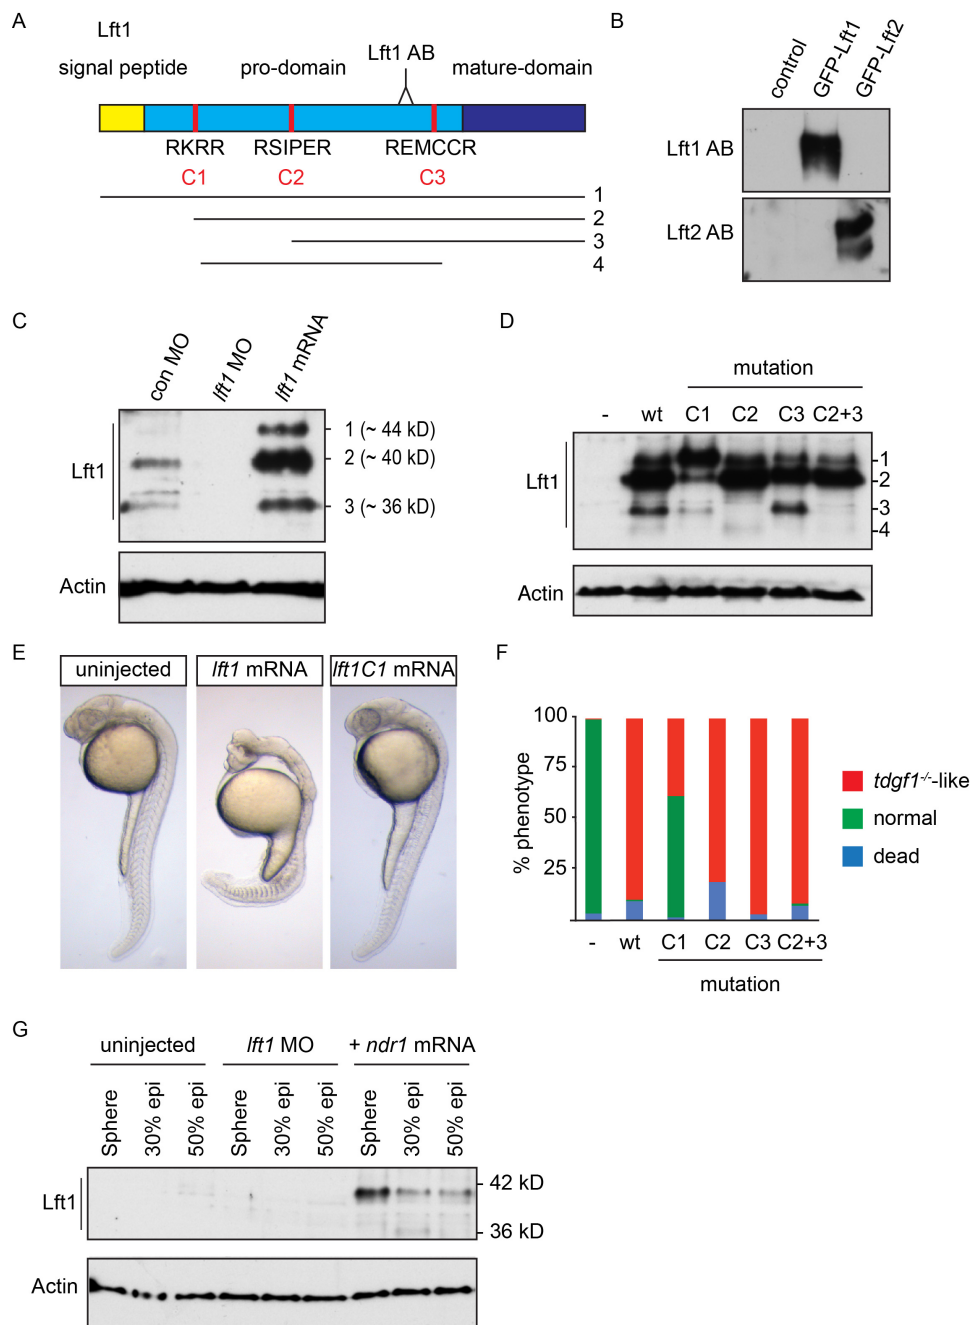 A
Lft1
signal peptide
pro-domain
Lft1 AB
mature-domain
RKRR
RSIPER
REMCCR
C1
C2
C3
1
2
3
4
B
control
GFP-Lft1
GFP-Lft2
Lft1 AB
Lft2 AB
C
con MO
lft1 MO
lft1 mRNA
Lft1
1 (~ 44 kD)
2 (~ 40 kD)
3 (~ 36 kD)
Actin
D
mutation
- wt C1 C2 C3 C2+3
Lft1
1
2
3
4
Actin
E
uninjected
lft1 mRNA
lft1C1 mRNA
F
% phenotype
100
75
50
25
- wt C1 C2 C3 C2+3
mutation
tdgf1-/--like
normal
dead
G
uninjected
lft1 MO
+ ndr1 mRNA
Sphere
30% epi
50% epi
Sphere
30% epi
50% epi
Sphere
30% epi
50% epi
Lft1
42 kD
36 kD
Actin